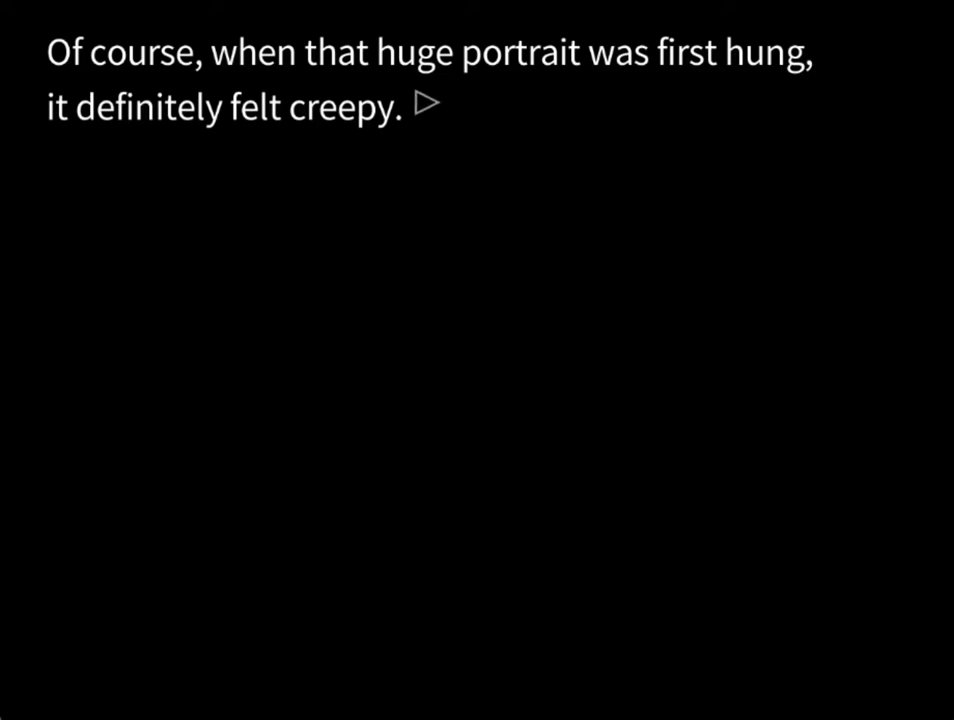 Of course, when that huge portrait was first hung,
it definitely felt creepy.